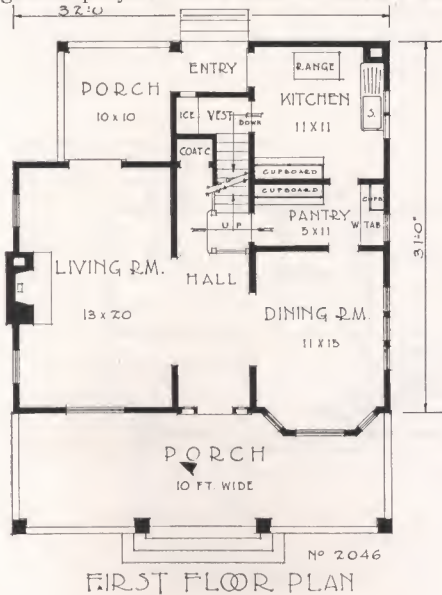 32'-0
ENTRY
RANGE
PORCH
10 X 10
KITCHEN
11 X 11
ICE
VEST
DOWN
S.
COAT C.
CUPBOARD
CUPBOARD
CUPB
PANTRY
5 X 11
W TAB
UP
31'-0"
LIVING RM.
13 X 20
HALL
DINING RM.
11 X 15
PORCH
10 FT. WIDE
Nº 2046
FIRST FLOOR PLAN